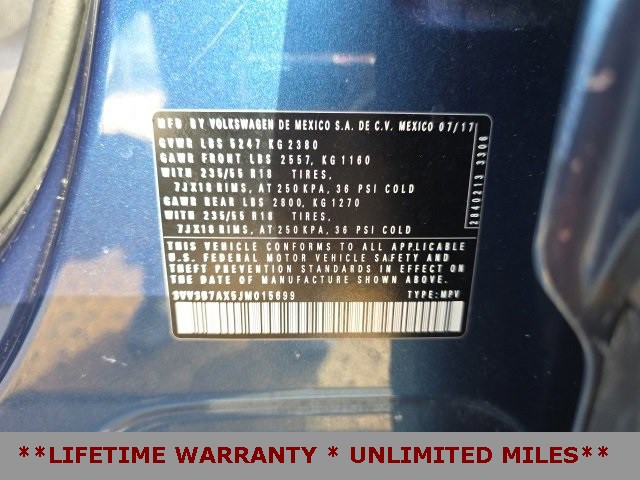 MFD BY VOLKSWAGEN DE MEXICO S.A. DE C.V. MEXICO 07/17
GVWR LBS 5247 KG 2380
GAWR FRONT LBS 2557, KG 1160
WITH 235/55 R18 TIRES,
7JX18 RIMS, AT 250 KPA, 36 PSI COLD
GAWR REAR LBS 2800, KG 1270
WITH 235/55 R18 TIRES,
7JX18 RIMS, AT 250 KPA, 36 PSI COLD
THIS VEHICLE CONFORMS TO ALL APPLICABLE
U.S. FEDERAL MOTOR VEHICLE SAFETY AND
THEFT PREVENTION STANDARDS IN EFFECT ON
THE DATE OF MANUFACTURE SHOWN ABOVE.
3VV3B7AX5JM015699 TYPE: MPV
2840213 3306
**LIFETIME WARRANTY * UNLIMITED MILES**